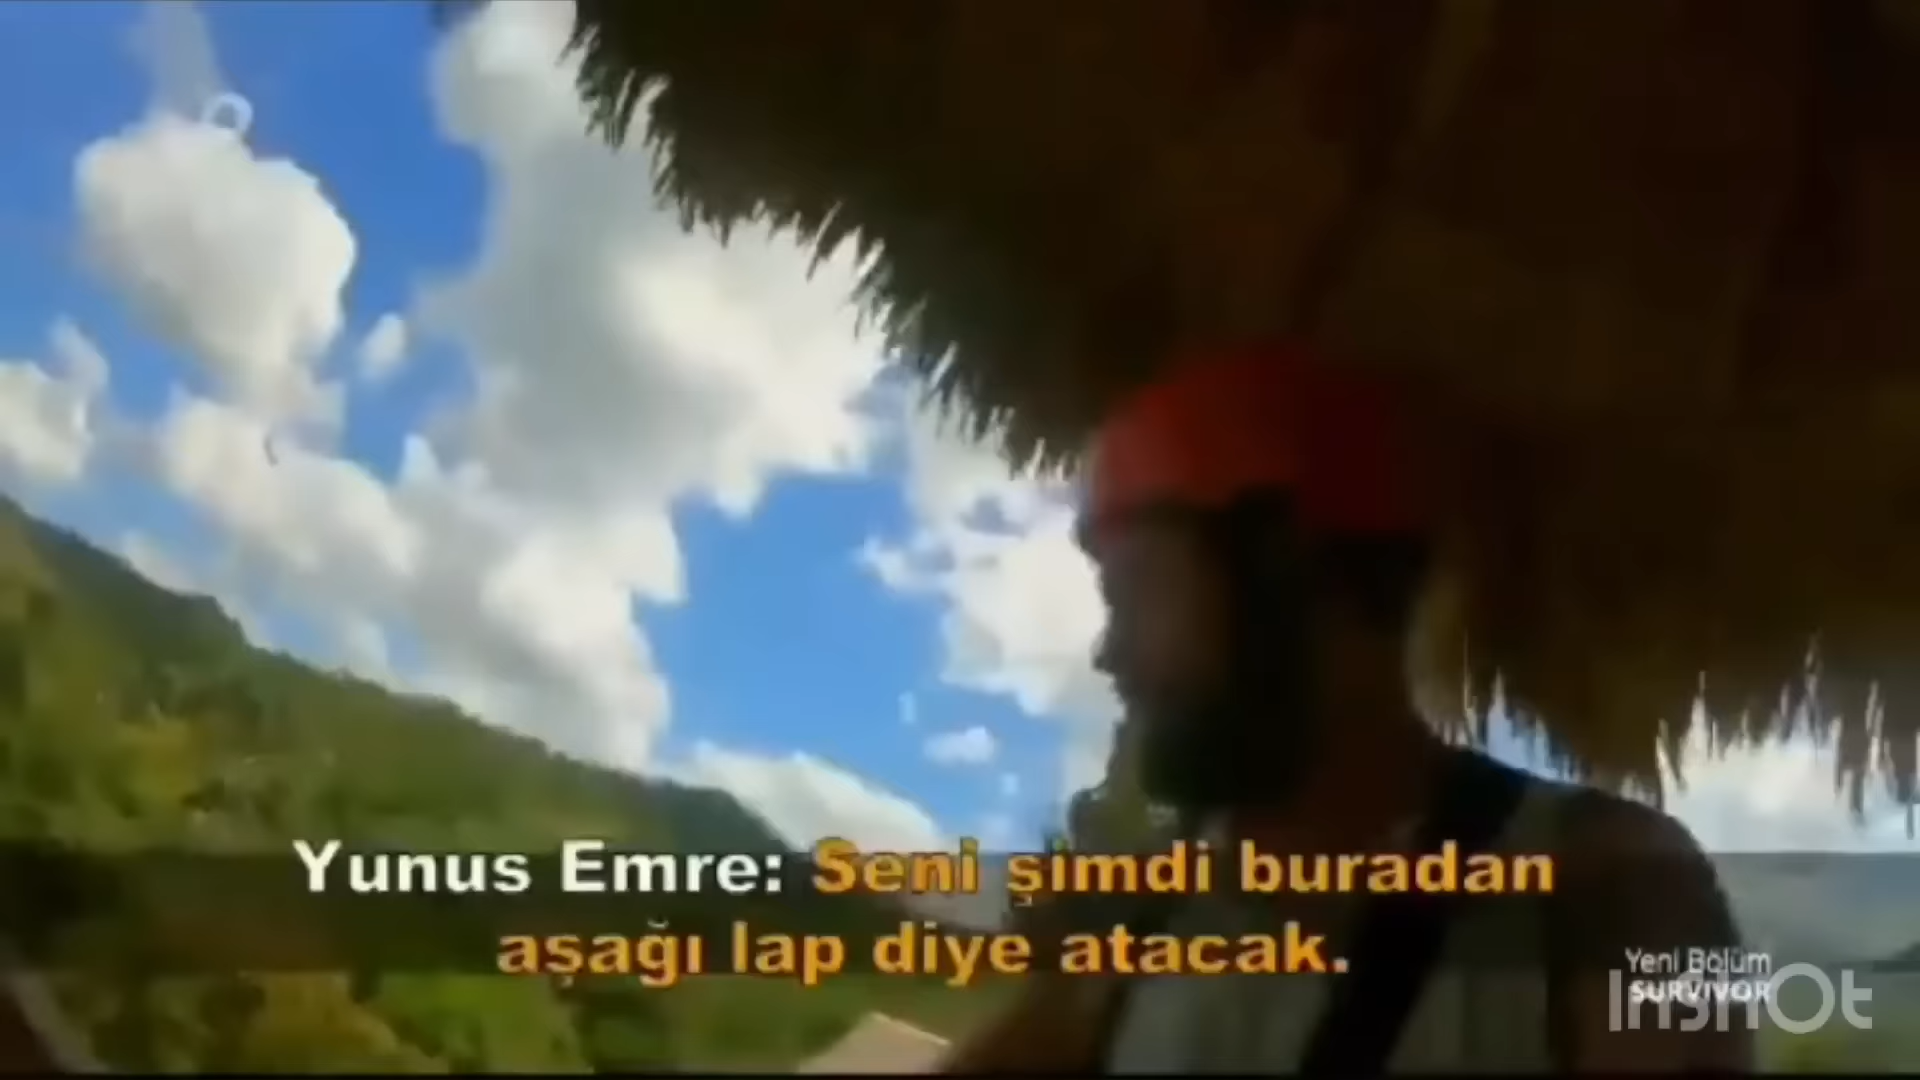 Yunus Emre: Seni şimdi buradan
aşağı lap diye atacak.
Yeni Bölüm
SURVIVOR
InShOt